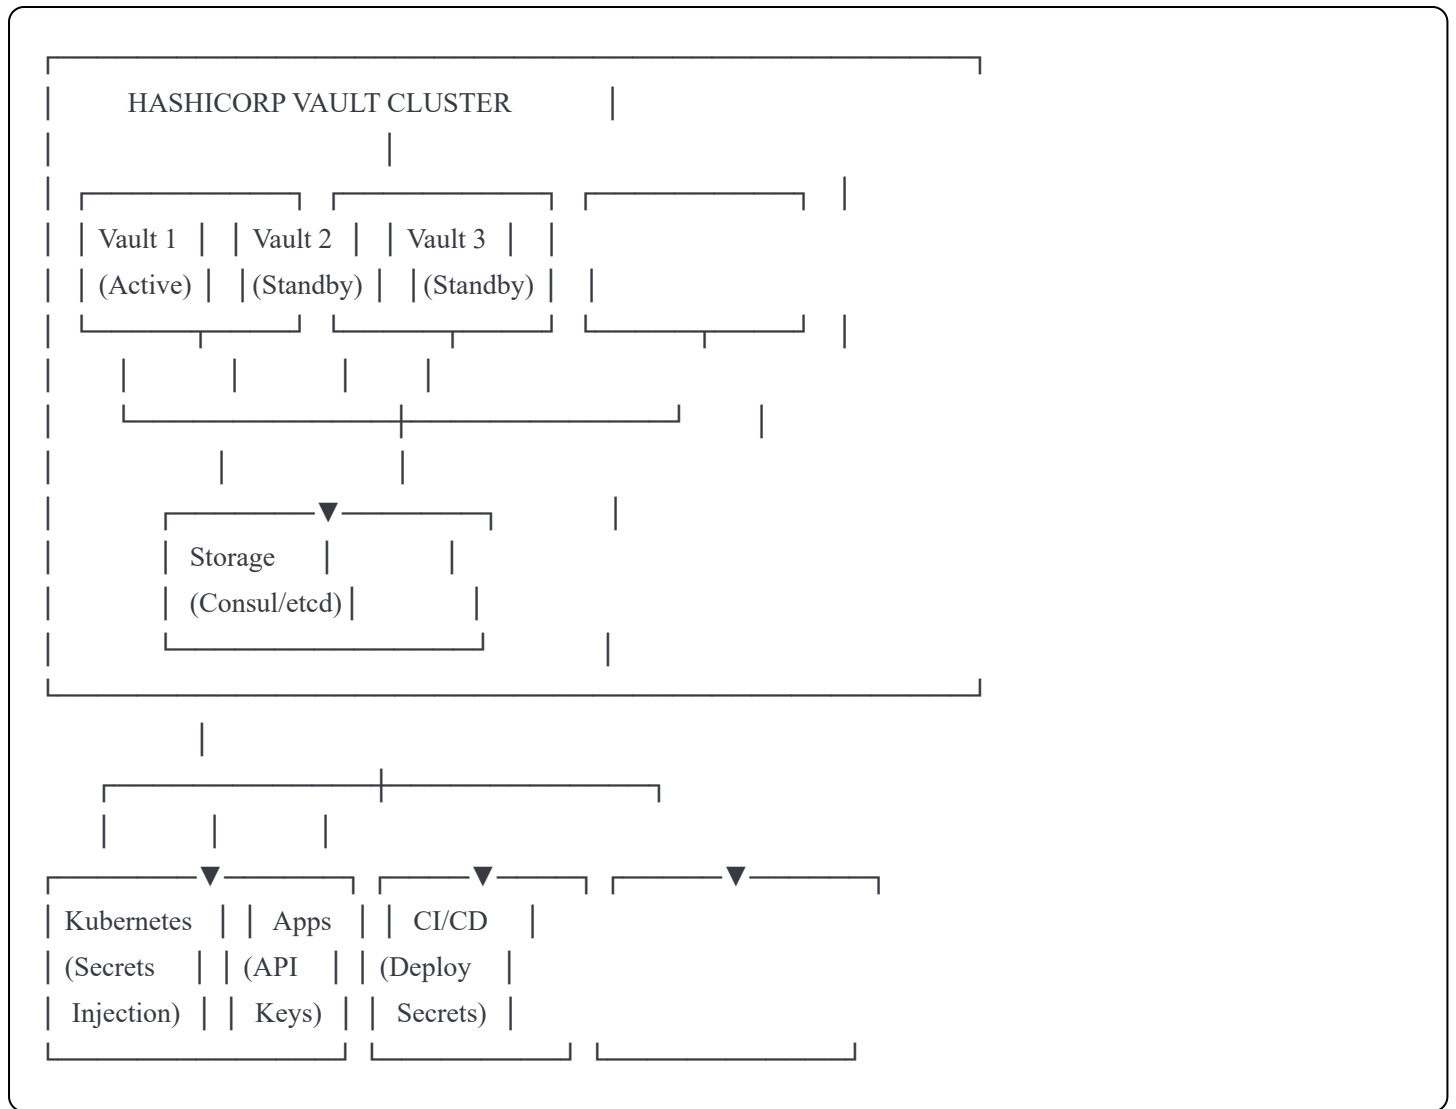 HASHICORP VAULT CLUSTER
Vault 1 Vault 2 Vault 3
(Active) (Standby) (Standby)
Storage
(Consul/etcd)
Kubernetes Apps CI/CD
(Secrets (API (Deploy
Injection) Keys) Secrets)